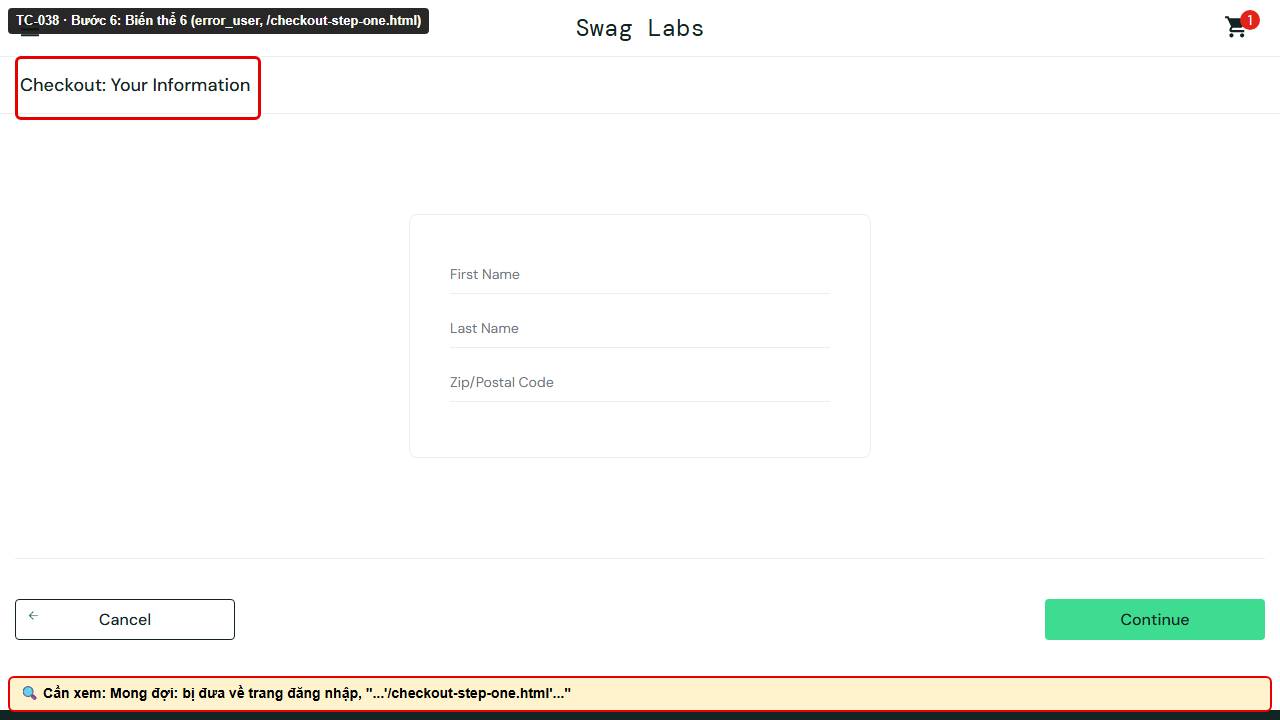 TC-038 · Bước 6: Biến thể 6 (error_user, /checkout-step-one.html)
Swag Labs
1
Checkout: Your Information
First Name
Last Name
Zip/Postal Code
Cancel
Continue
Cần xem: Mong đợi: bị đưa về trang đăng nhập, "...'/checkout-step-one.html'..."